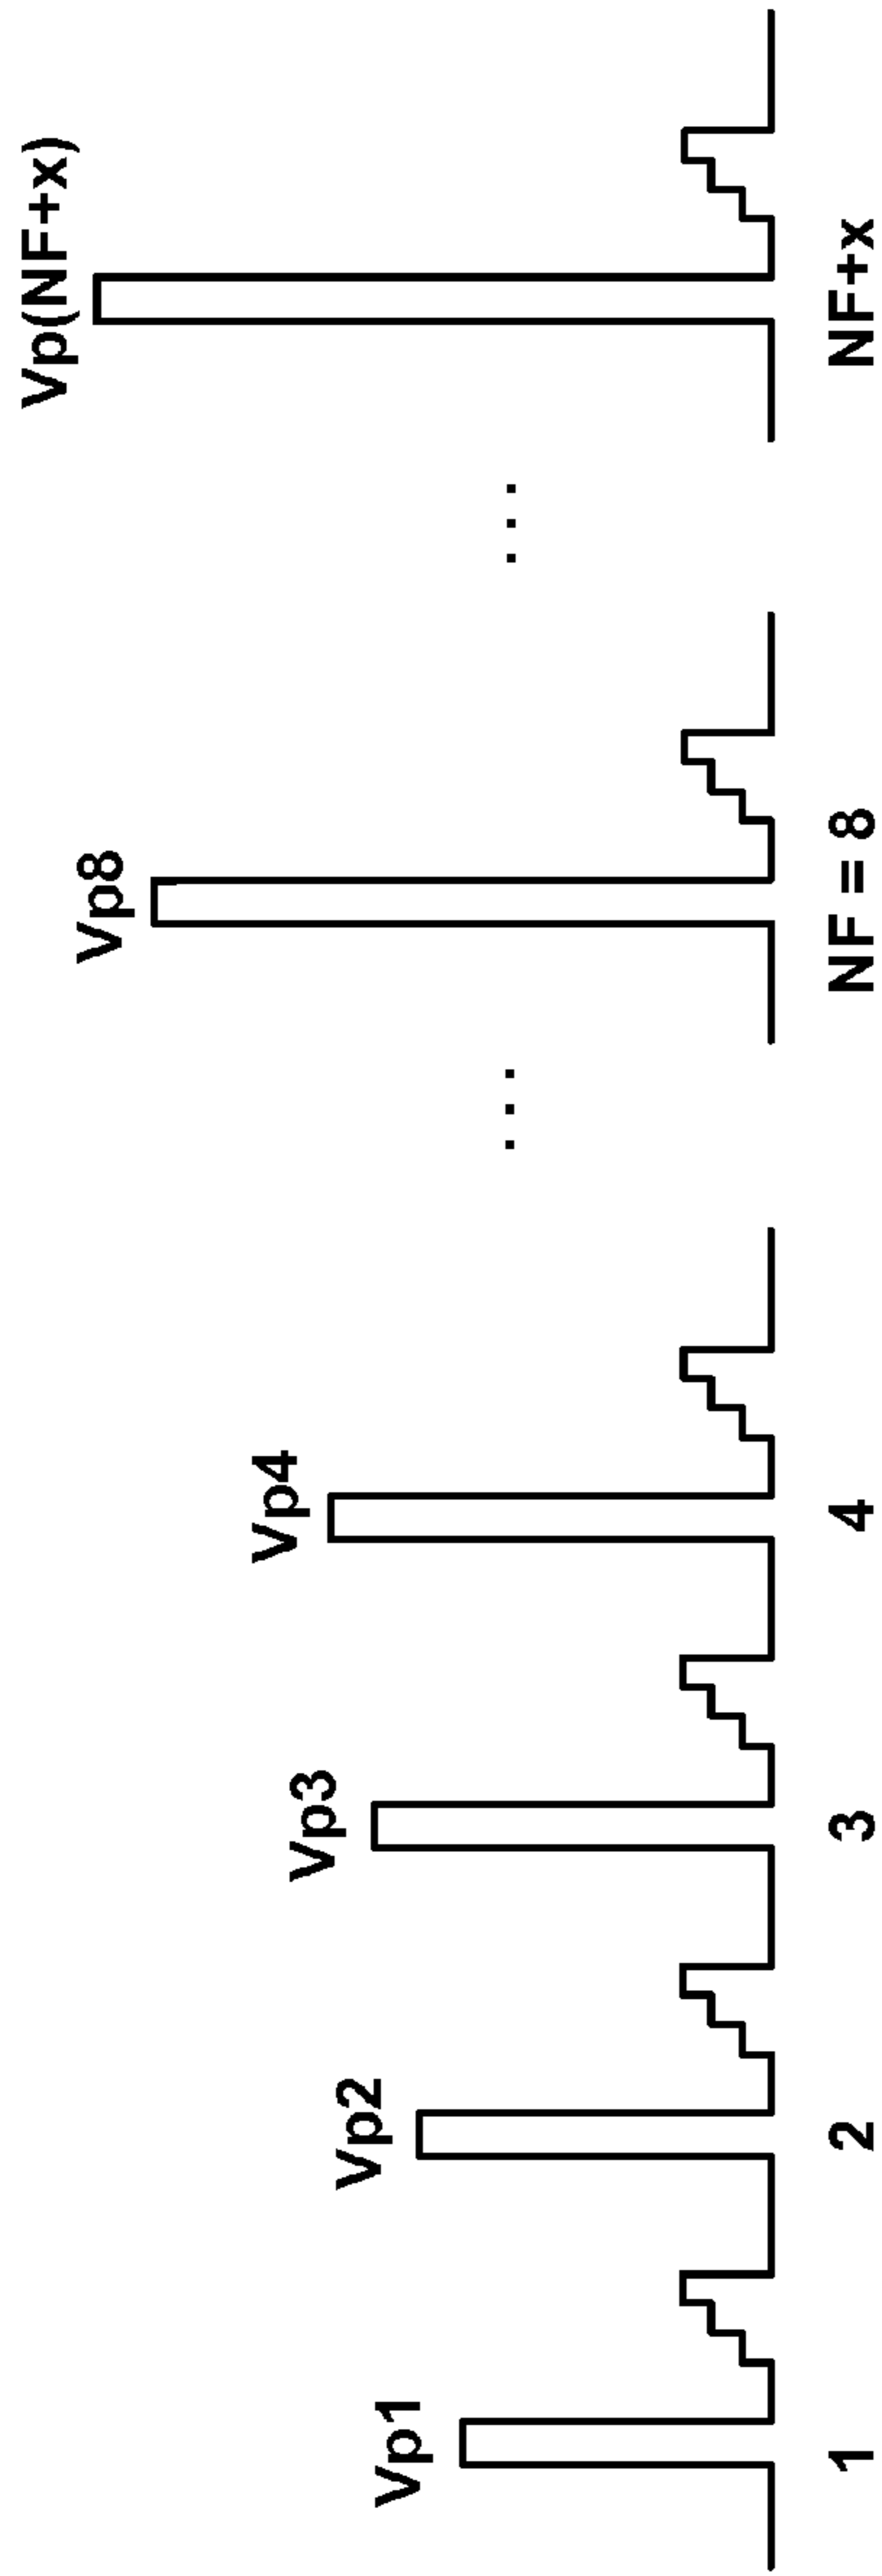 Vp1
Vp2
Vp3
Vp4
Vp8
Vp(NF+x)
. . .
. . .
1
2
3
4
NF = 8
NF+x